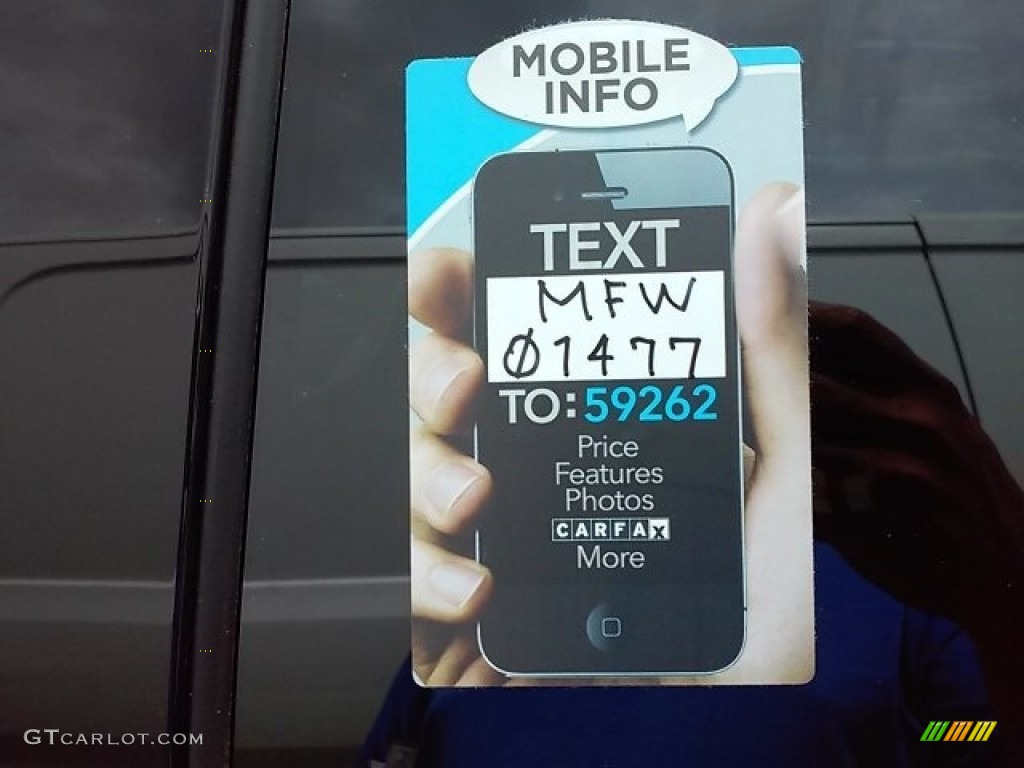 MOBILE
INFO
TEXT
MFW
Ø1477
TO: 59262
Price
Features
Photos
CARFAX
More
GTCARLOT.COM